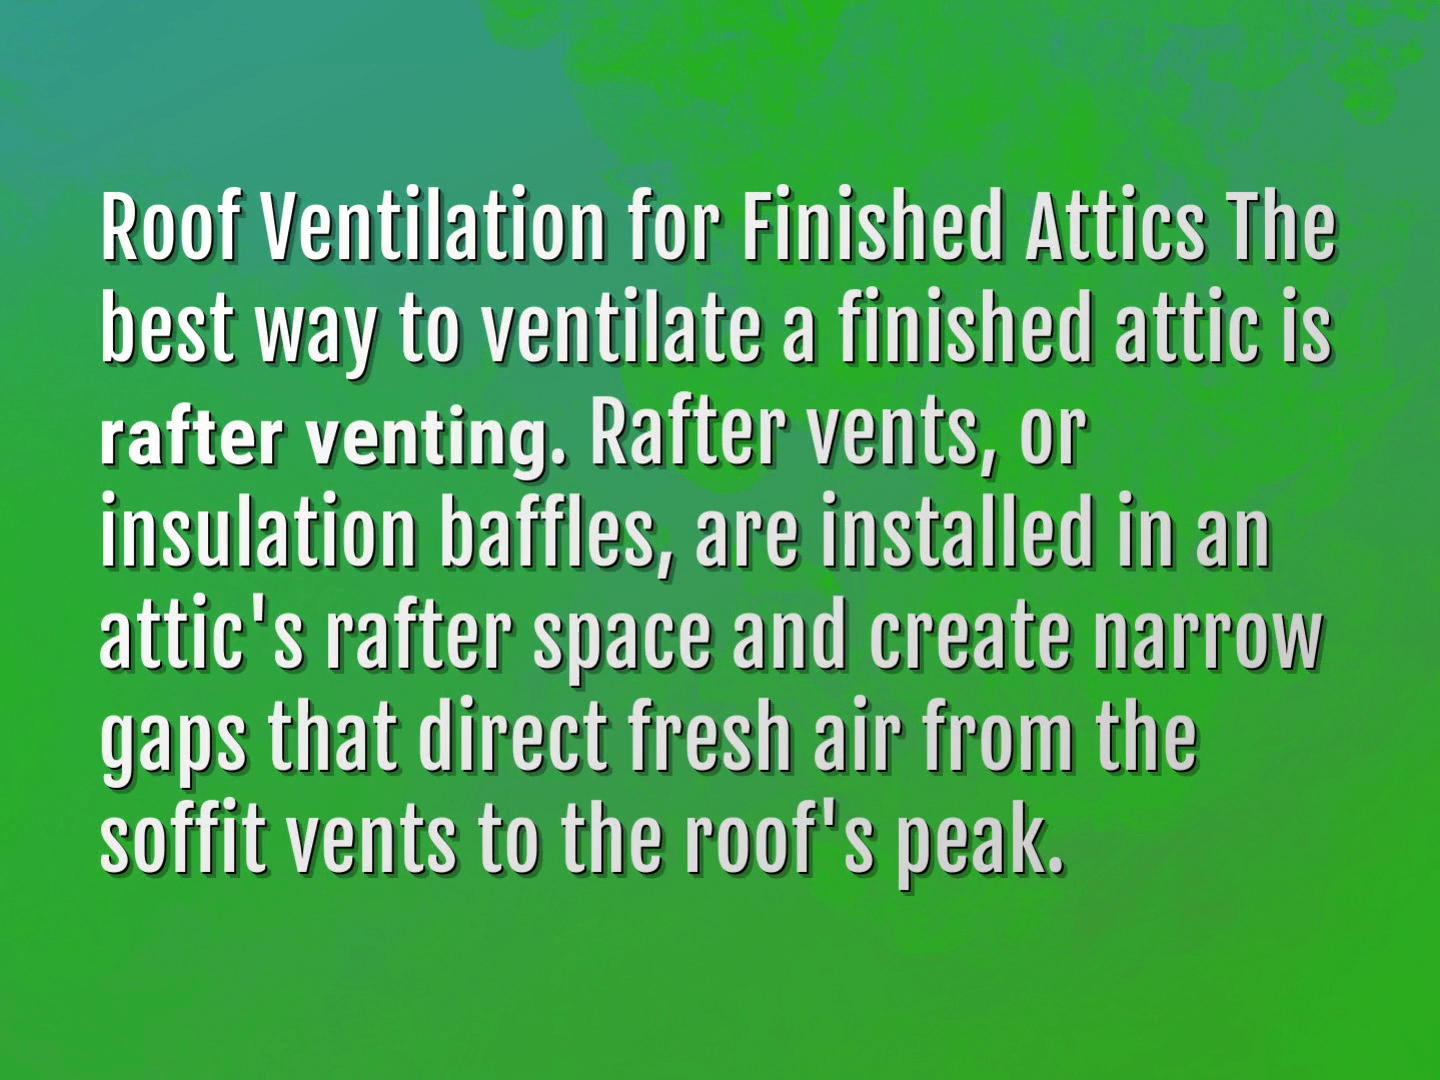 Roof Ventilation for Finished Attics The
best way to ventilate a finished attic is
rafter venting. Rafter vents, or
insulation baffles, are installed in an
attic's rafter space and create narrow
gaps that direct fresh air from the
soffit vents to the roof's peak.